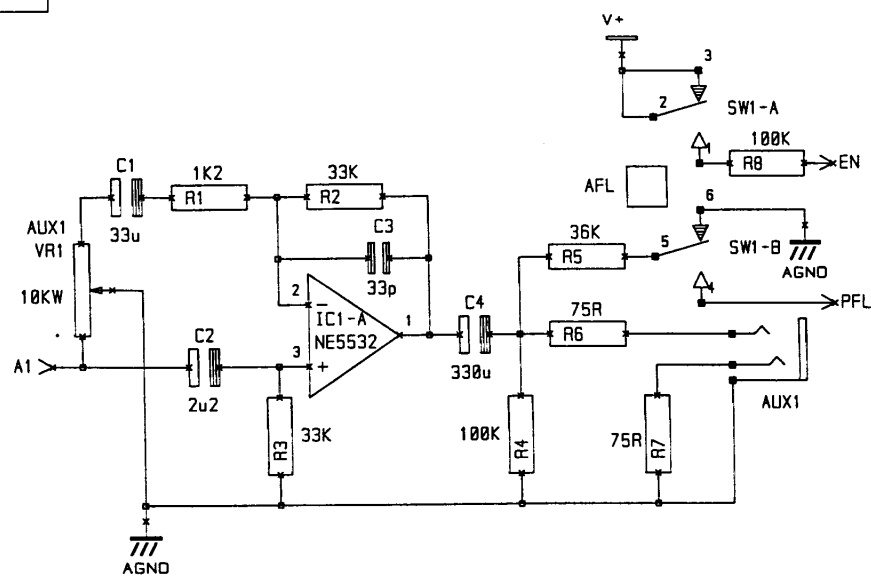 V+
3
2
SW1-A
1
100K
R8
EN
AFL
6
5
SW1-B
AGND
4
PFL
C1
33u
1K2
R1
33K
R2
C3
33p
AUX1
VR1
10KW
A1
C2
2u2
2
−
3
+
IC1-A
NE5532
1
C4
330u
36K
R5
75R
R6
33K
R3
100K
R4
75R
R7
AUX1
AGND